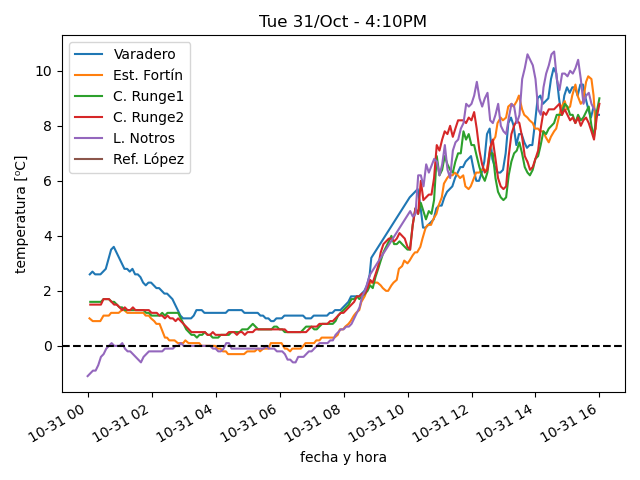 Tue 31/Oct - 4:10PM
Varadero
Est. Fortín
C. Runge1
C. Runge2
L. Notros
Ref. López
temperatura [ºC]
10
8
6
4
2
0
10-31 00
10-31 02
10-31 04
10-31 06
10-31 08
10-31 10
10-31 12
10-31 14
10-31 16
fecha y hora